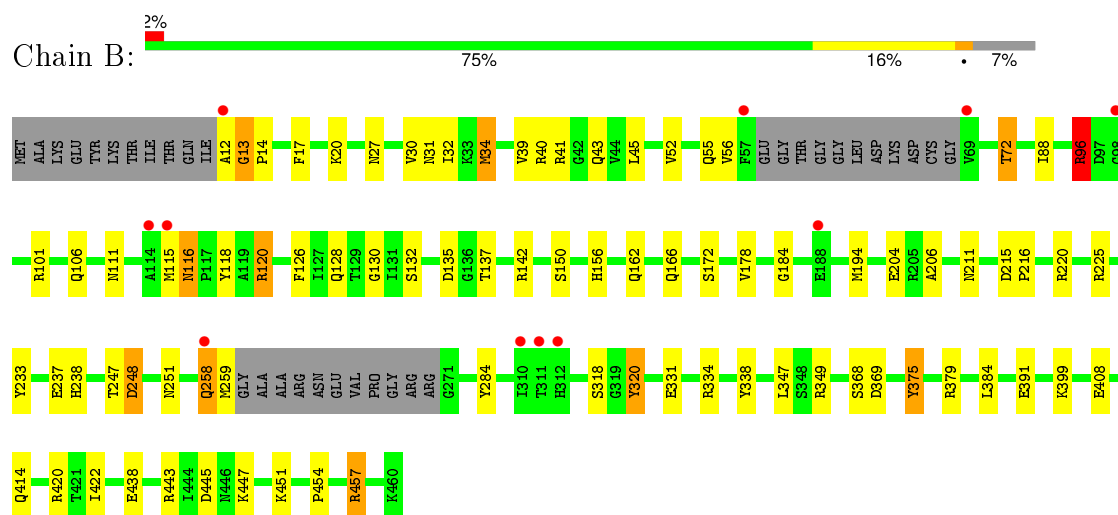 2%
Chain B:
75% 16% • 7%
MET ALA LYS GLU TYR LYS THR ILE THR GLN ILE A12 G13 P14 F17 K20 N27 V30 N31 I32 K33 M34 V39 R40 R41 G42 Q43 V44 L45 V52 Q55 V56 F57 GLU GLY THR GLY GLY LEU ASP LYS ASP CYS GLY V69 T72 I88 R96 D97 C98
R101 Q106 N111 A114 M115 N116 P117 Y118 A119 R120 F126 I127 Q128 T129 G130 I131 S132 D135 G136 T137 R142 S150 H156 Q162 Q166 S172 V178 G184 E188 M194 E204 R205 A206 N211 D215 P216 R220 R225
Y233 E237 H238 T247 D248 N251 Q258 M259 GLY ALA ALA ARG ASN GLU VAL PRO GLY ARG ARG G271 Y284 I310 T311 H312 S318 G319 Y320 E331 R334 Y338 L347 S348 R349 S368 D369 Y375 R379 L384 E391 K399 E408
Q414 R420 T421 I422 E438 R443 I444 D445 N446 K447 K451 P454 R457 K460